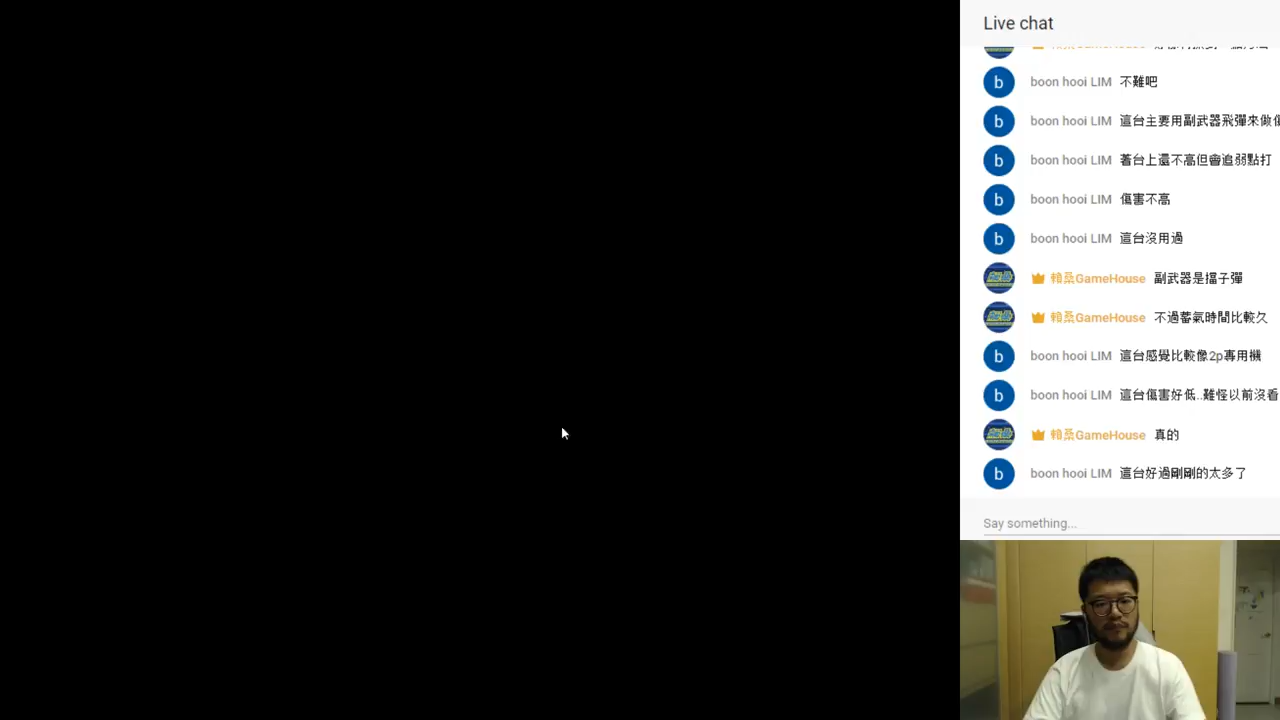 Live chat
boon hooi LIM 不難吧
boon hooi LIM 這台主要用副武器飛彈來做
boon hooi LIM 蓄台上還不高但會追弱點打
boon hooi LIM 傷害不高
boon hooi LIM 這台沒用過
賴桑GameHouse 副武器是擋子彈
賴桑GameHouse 不過蓄氣時間比較久
boon hooi LIM 這台感覺比較像2p專用機
boon hooi LIM 這台傷害好低..難怪以前沒看
賴桑GameHouse 真的
boon hooi LIM 這台好過剛剛的太多了
Say something...